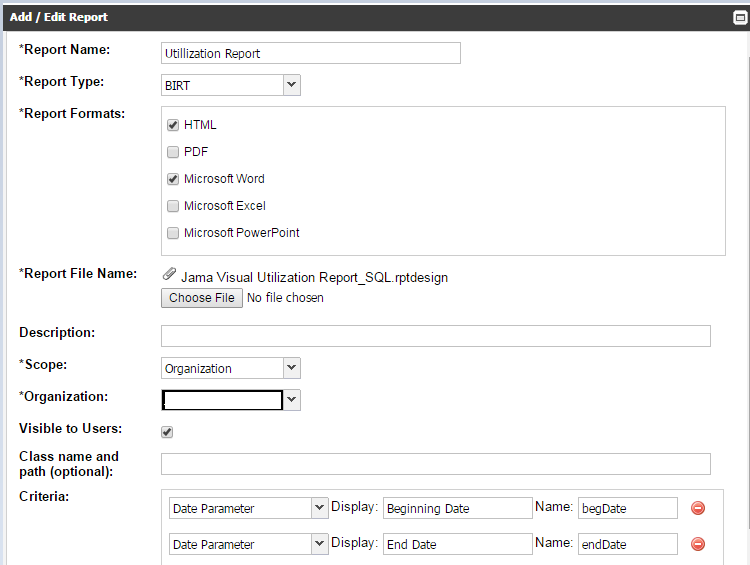 Add / Edit Report
*Report Name: Utillization Report
*Report Type: BIRT
*Report Formats:
HTML
PDF
Microsoft Word
Microsoft Excel
Microsoft PowerPoint
*Report File Name: Jama Visual Utilization Report_SQL.rptdesign
Choose File No file chosen
Description:
*Scope: Organization
*Organization:
Visible to Users:
Class name and
path (optional):
Criteria:
Date Parameter Display: Beginning Date Name: begDate
Date Parameter Display: End Date Name: endDate